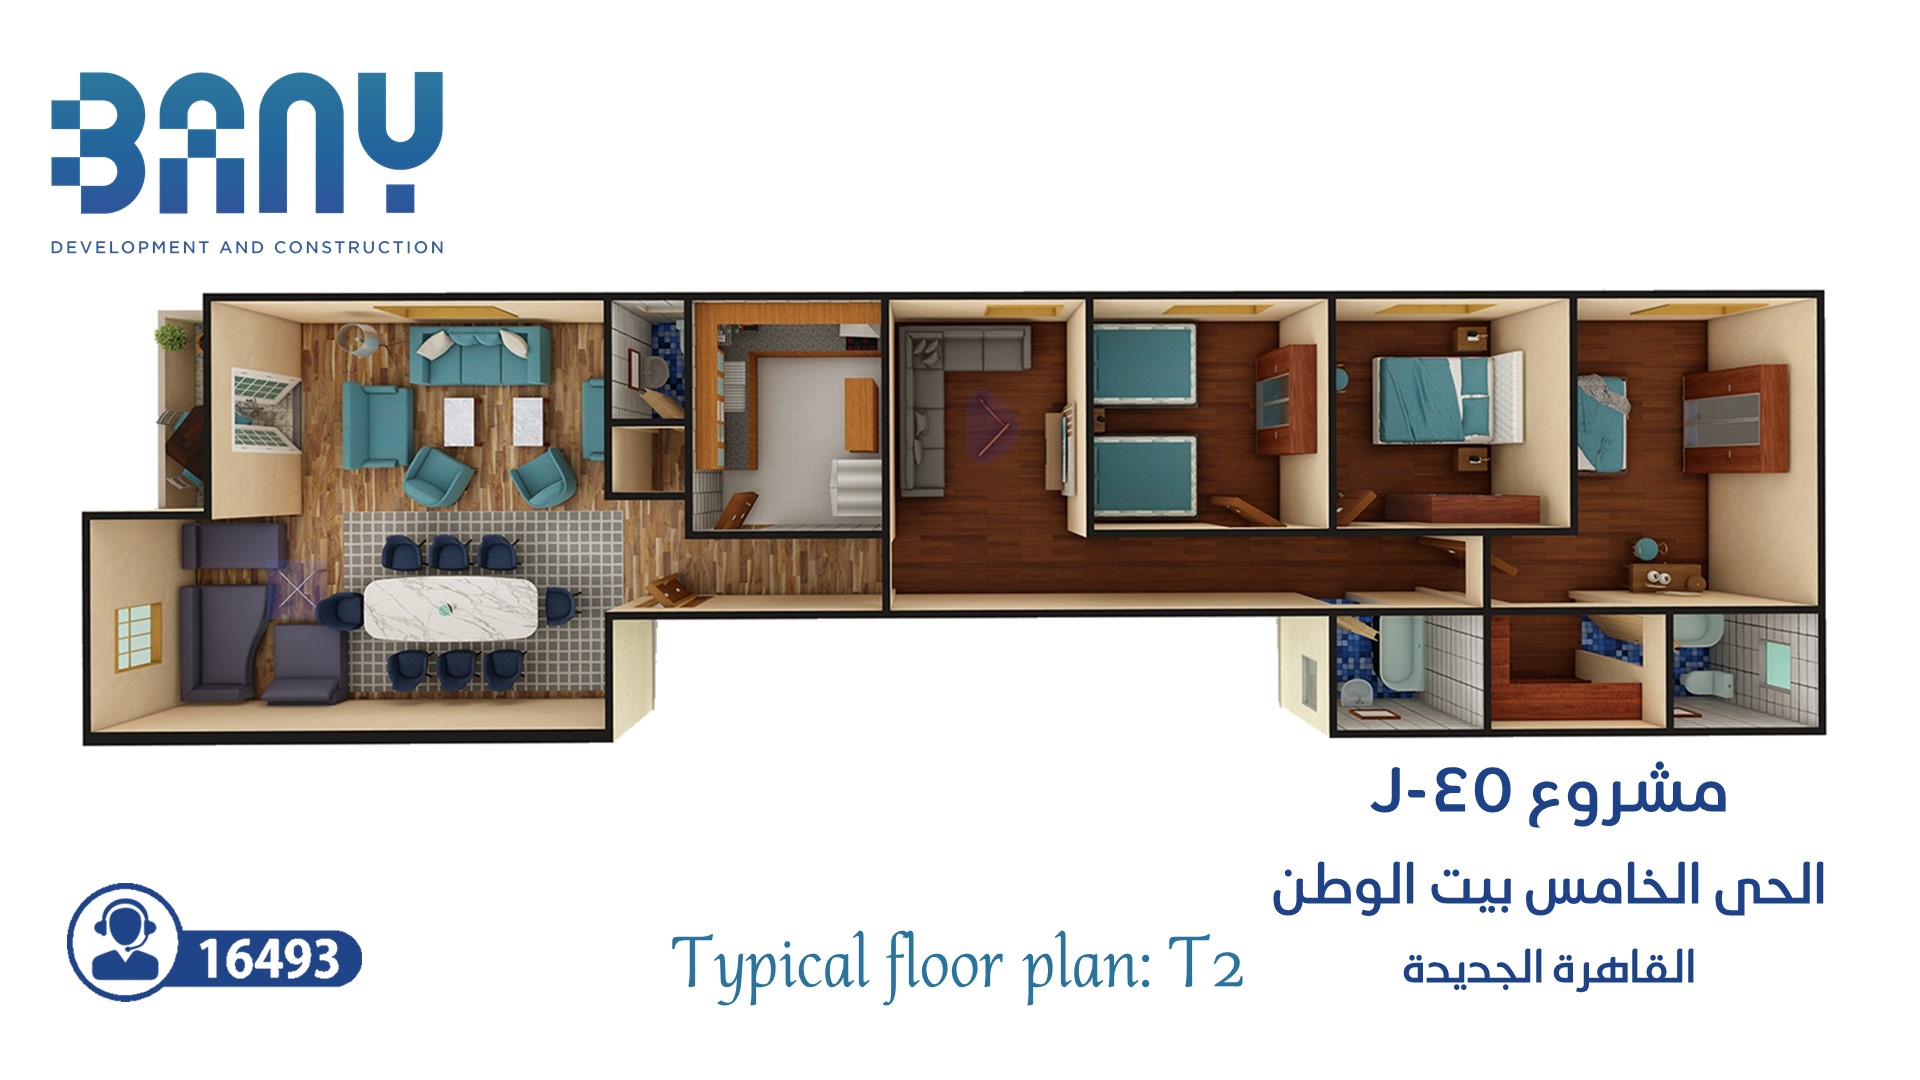 BANY
DEVELOPMENT AND CONSTRUCTION
مشروع J-٤٥
الحى الخامس بيت الوطن
القاهرة الجديدة
Typical floor plan: T2
16493